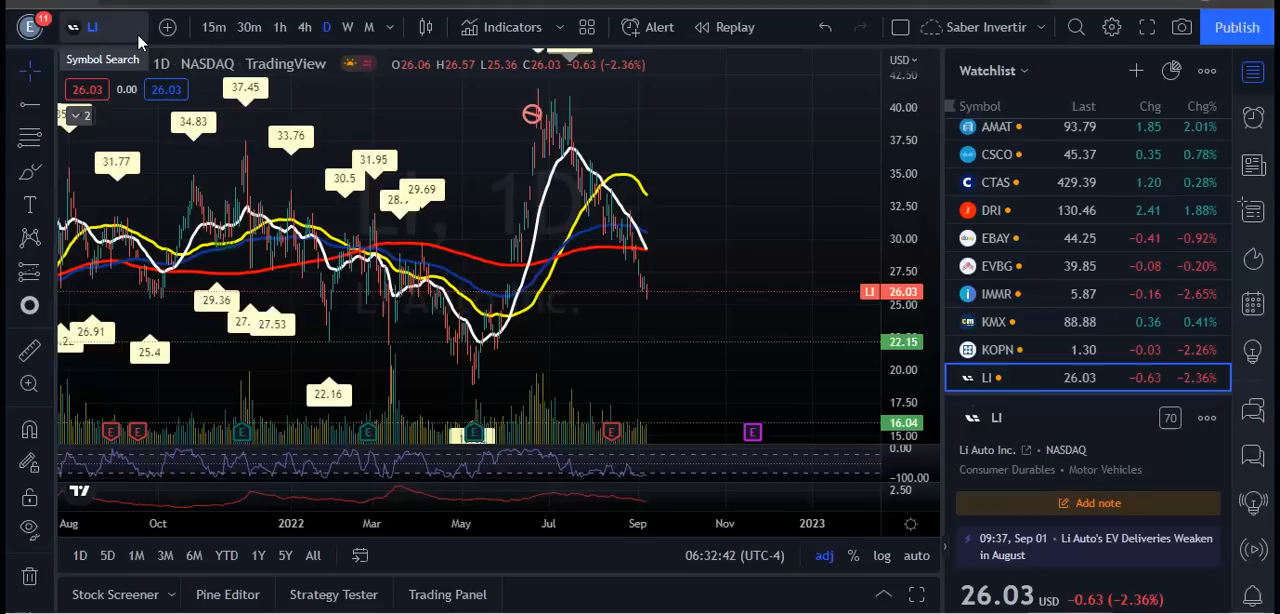 E 11 LI 15m 30m 1h 4h D W M Indicators Alert Replay Saber Invertir Publish
Symbol Search 1D NASDAQ TradingView O26.06 H26.57 L25.36 C26.03 −0.63 (−2.36%) USD
26.03 0.00 26.03
2
37.45
34.83
33.76
31.77
31.95
30.5
29.69
29.36
27.53
26.91
25.4
22.16
LI, 1D
42.50
40.00
37.50
35.00
32.50
30.00
27.50
LI 26.03
25.00
22.15
20.00
17.50
16.04
15.00
0.00
−100.00
2.50
E E E E E E E
Aug Oct 2022 Mar May Jul Sep Nov 2023
1D 5D 1M 3M 6M YTD 1Y 5Y All 06:32:42 (UTC-4) adj % log auto
Stock Screener Pine Editor Strategy Tester Trading Panel
Watchlist
Symbol Last Chg Chg%
AMAT 93.79 1.85 2.01%
CSCO 45.37 0.35 0.78%
CTAS 429.39 1.20 0.28%
DRI 130.46 2.41 1.88%
EBAY 44.25 −0.41 −0.92%
EVBG 39.85 −0.08 −0.20%
IMMR 5.87 −0.16 −2.65%
KMX 88.88 0.36 0.41%
KOPN 1.30 −0.03 −2.26%
LI 26.03 −0.63 −2.36%
LI 70
Li Auto Inc. • NASDAQ
Consumer Durables • Motor Vehicles
Add note
09:37, Sep 01 • Li Auto's EV Deliveries Weaken
in August
26.03 USD −0.63 (−2.36%)